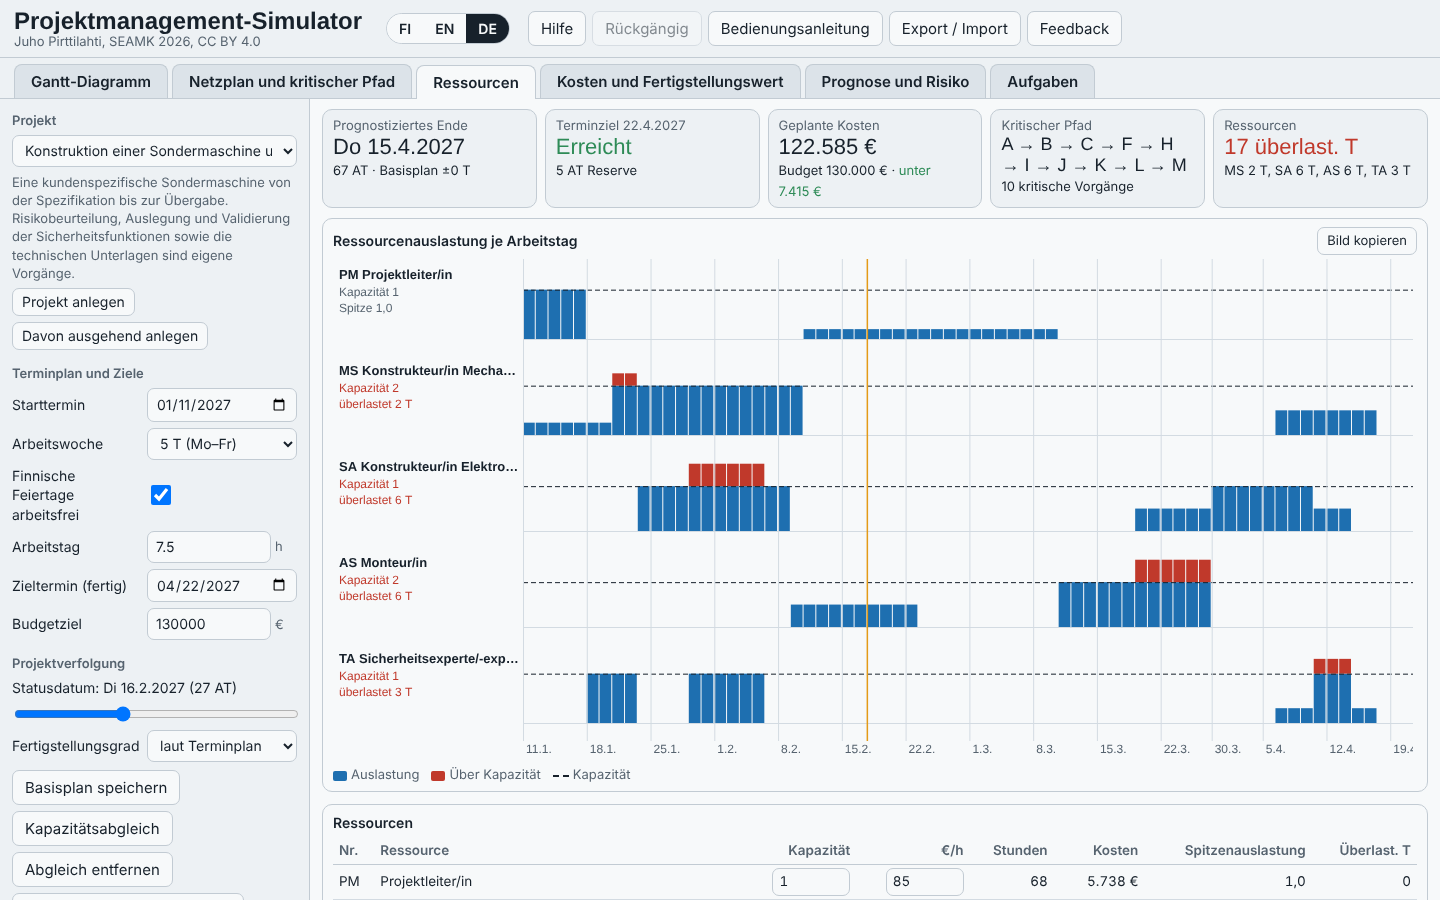 Projektmanagement-Simulator
Juho Pirttilahti, SEAMK 2026, CC BY 4.0
FI EN DE
Hilfe
Rückgängig
Bedienungsanleitung
Export / Import
Feedback
Gantt-Diagramm
Netzplan und kritischer Pfad
Ressourcen
Kosten und Fertigstellungswert
Prognose und Risiko
Aufgaben
Projekt
Konstruktion einer Sondermaschine u
Eine kundenspezifische Sondermaschine von
der Spezifikation bis zur Übergabe.
Risikobeurteilung, Auslegung und Validierung
der Sicherheitsfunktionen sowie die
technischen Unterlagen sind eigene
Vorgänge.
Projekt anlegen
Davon ausgehend anlegen
Terminplan und Ziele
Starttermin 01/11/2027
Arbeitswoche 5 T (Mo–Fr)
Finnische
Feiertage
arbeitsfrei
Arbeitstag 7.5 h
Zieltermin (fertig) 04/22/2027
Budgetziel 130000 €
Projektverfolgung
Statusdatum: Di 16.2.2027 (27 AT)
Fertigstellungsgrad laut Terminplan
Basisplan speichern
Kapazitätsabgleich
Abgleich entfernen
Prognostiziertes Ende
Do 15.4.2027
67 AT · Basisplan ±0 T
Terminziel 22.4.2027
Erreicht
5 AT Reserve
Geplante Kosten
122.585 €
Budget 130.000 € · unter
7.415 €
Kritischer Pfad
A → B → C → F → H
→ I → J → K → L → M
10 kritische Vorgänge
Ressourcen
17 überlast. T
MS 2 T, SA 6 T, AS 6 T, TA 3 T
Ressourcenauslastung je Arbeitstag
Bild kopieren
PM Projektleiter/in
Kapazität 1
Spitze 1,0
MS Konstrukteur/in Mecha…
Kapazität 2
überlastet 2 T
SA Konstrukteur/in Elektro…
Kapazität 1
überlastet 6 T
AS Monteur/in
Kapazität 2
überlastet 6 T
TA Sicherheitsexperte/-exp…
Kapazität 1
überlastet 3 T
11.1. 18.1. 25.1. 1.2. 8.2. 15.2. 22.2. 1.3. 8.3. 15.3. 22.3. 30.3. 5.4. 12.4. 19.4
Auslastung Über Kapazität Kapazität
Ressourcen
Nr. Ressource Kapazität €/h Stunden Kosten Spitzenauslastung Überlast. T
PM Projektleiter/in 1 85 68 5.738 € 1,0 0